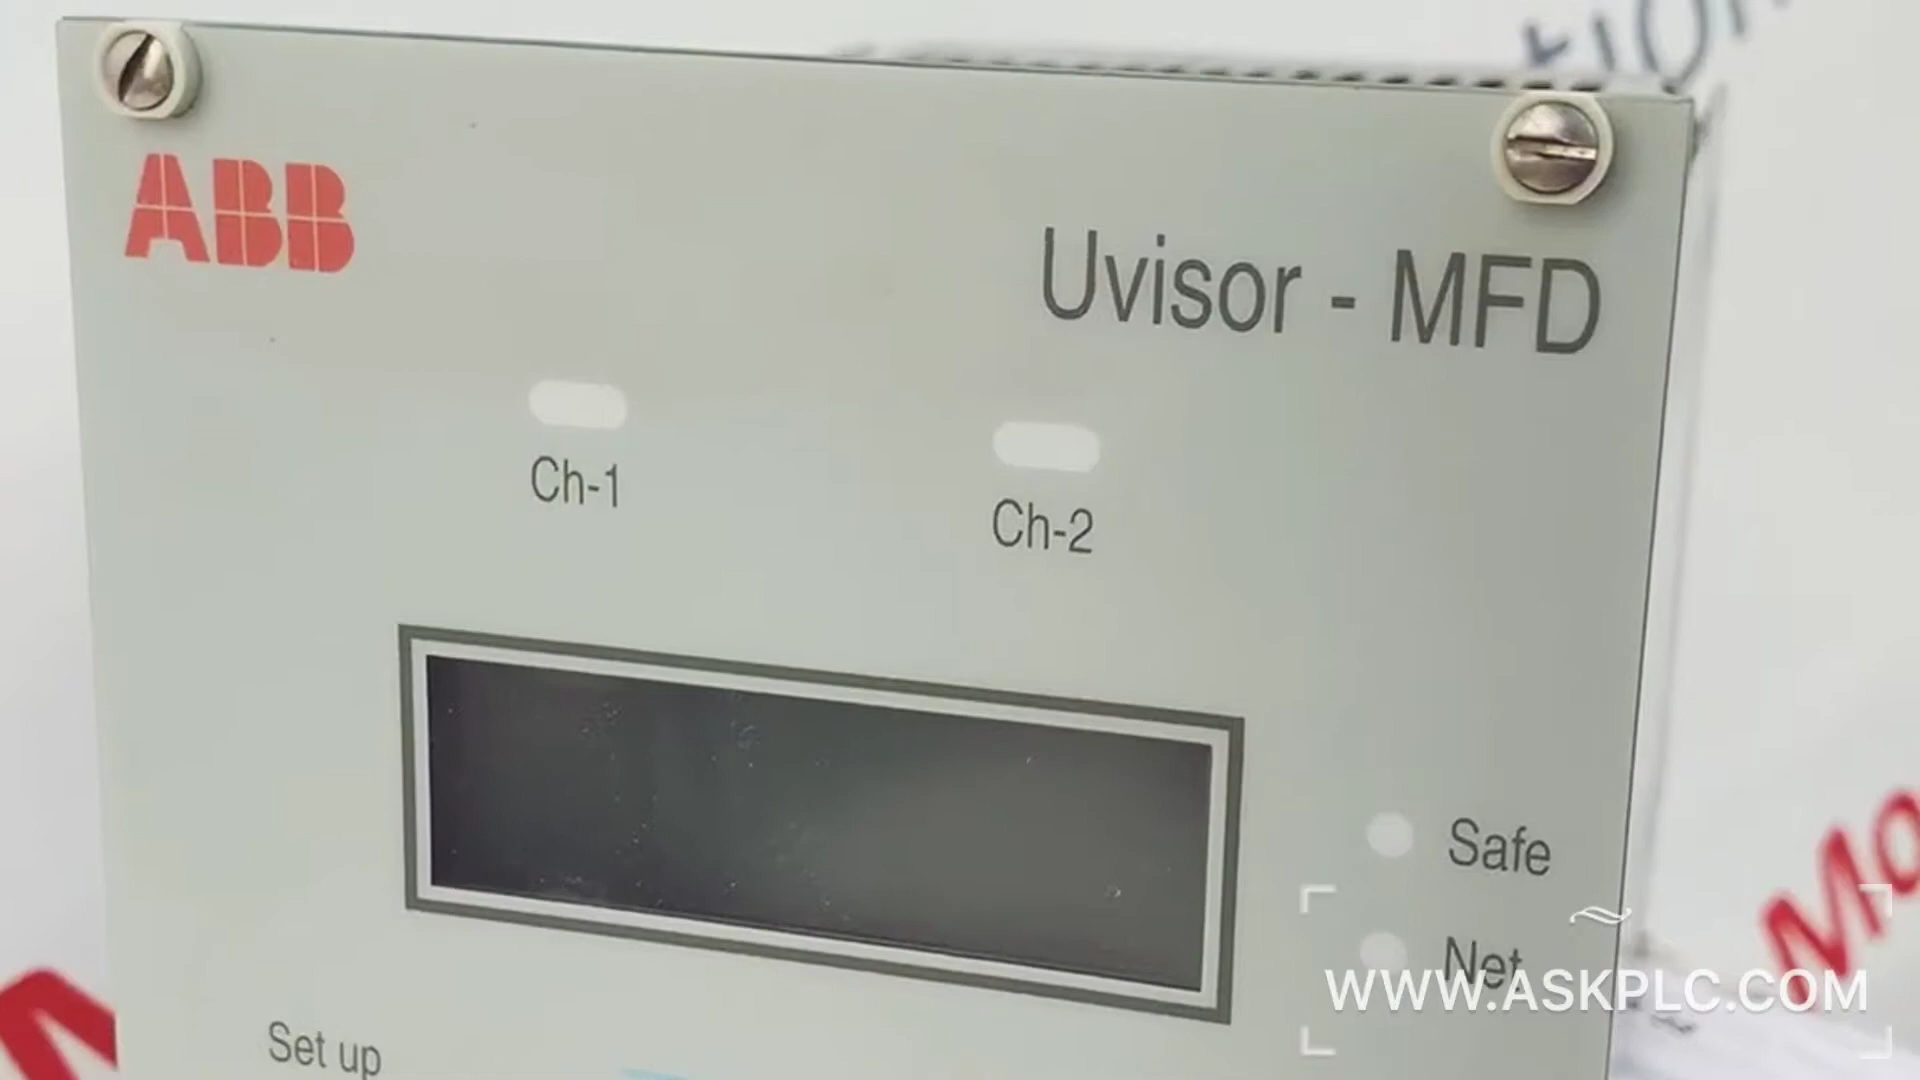 ABB
Uvisor - MFD
Ch-1
Ch-2
Safe
Net
WWW.ASKPLC.COM
Set up